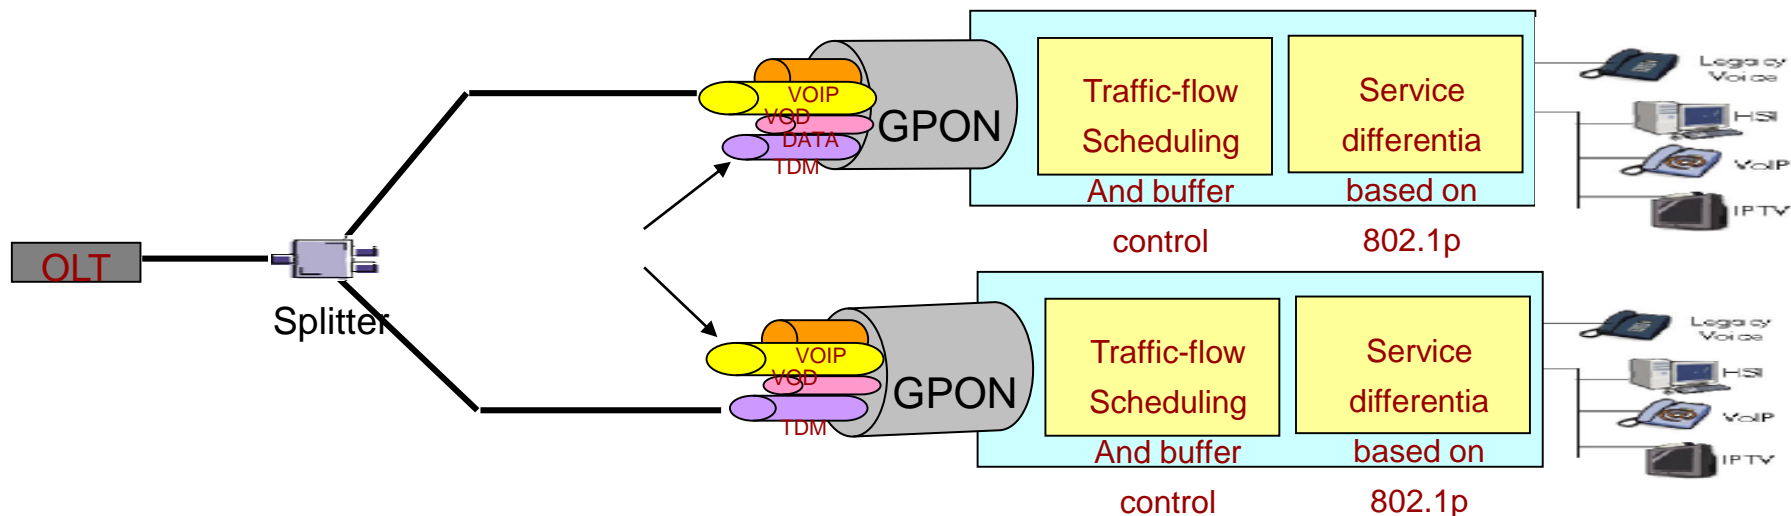 VOIP
VOD
DATA
TDM
GPON
Traffic-flow
Scheduling
And buffer
control
Service
differentia
based on
802.1p
Legacy
Voice
HSI
VoIP
IPTV
OLT
Splitter
VOIP
VOD
TDM
GPON
Traffic-flow
Scheduling
And buffer
control
Service
differentia
based on
802.1p
Legacy
Voice
HSI
VoIP
IPTV